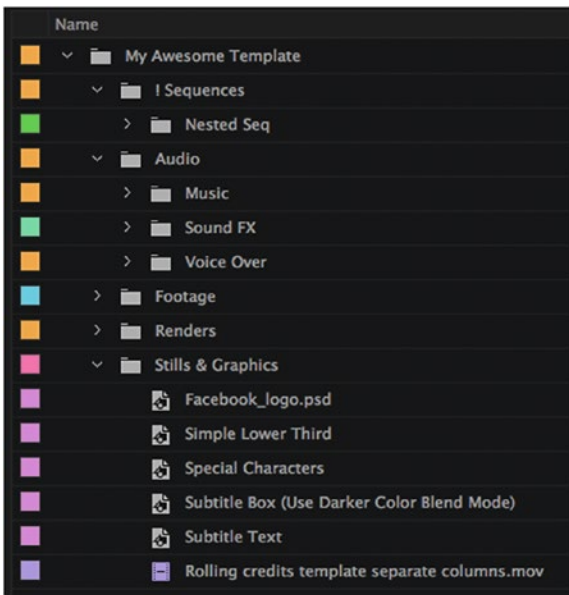 Name
My Awesome Template
! Sequences
Nested Seq
Audio
Music
Sound FX
Voice Over
Footage
Renders
Stills & Graphics
Facebook_logo.psd
Simple Lower Third
Special Characters
Subtitle Box (Use Darker Color Blend Mode)
Subtitle Text
Rolling credits template separate columns.mov